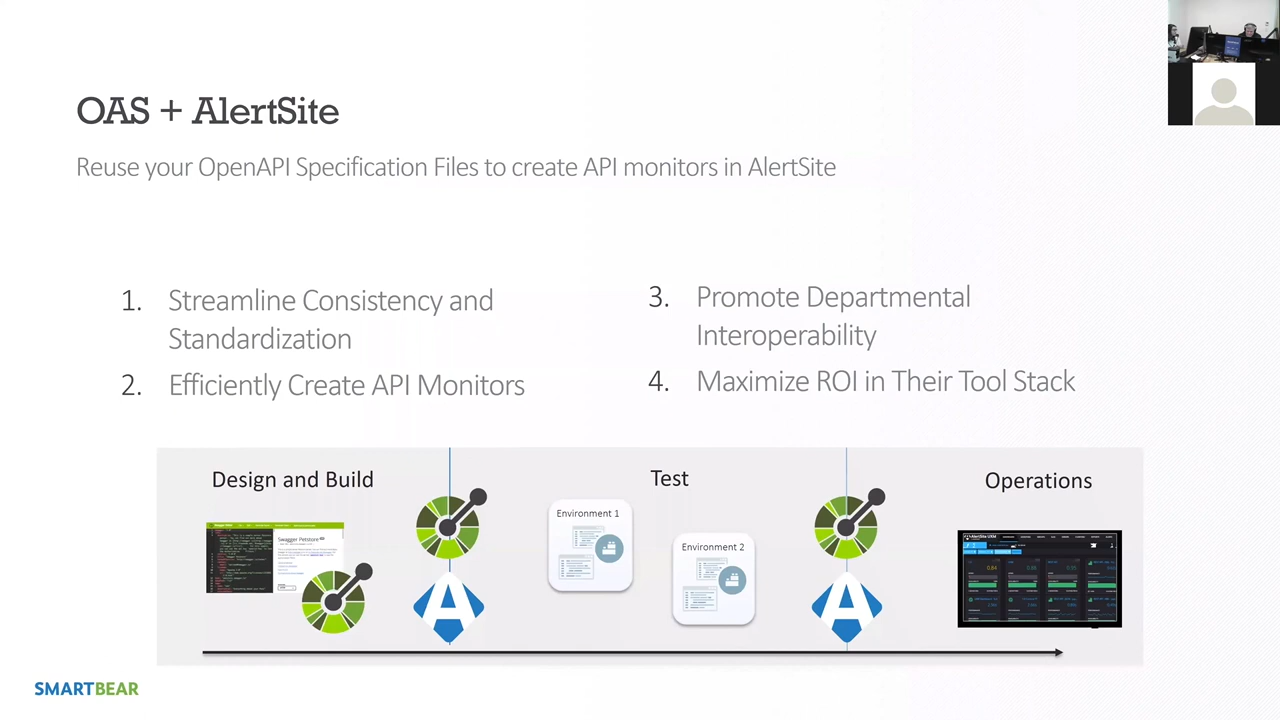 OAS + AlertSite
Reuse your OpenAPI Specification Files to create API monitors in AlertSite
1. Streamline Consistency and
Standardization
2. Efficiently Create API Monitors
3. Promote Departmental
Interoperability
4. Maximize ROI in Their Tool Stack
Design and Build
Test
Operations
Swagger Petstore
Environment 1
Environment
AlertSite UXM
SMARTBEAR